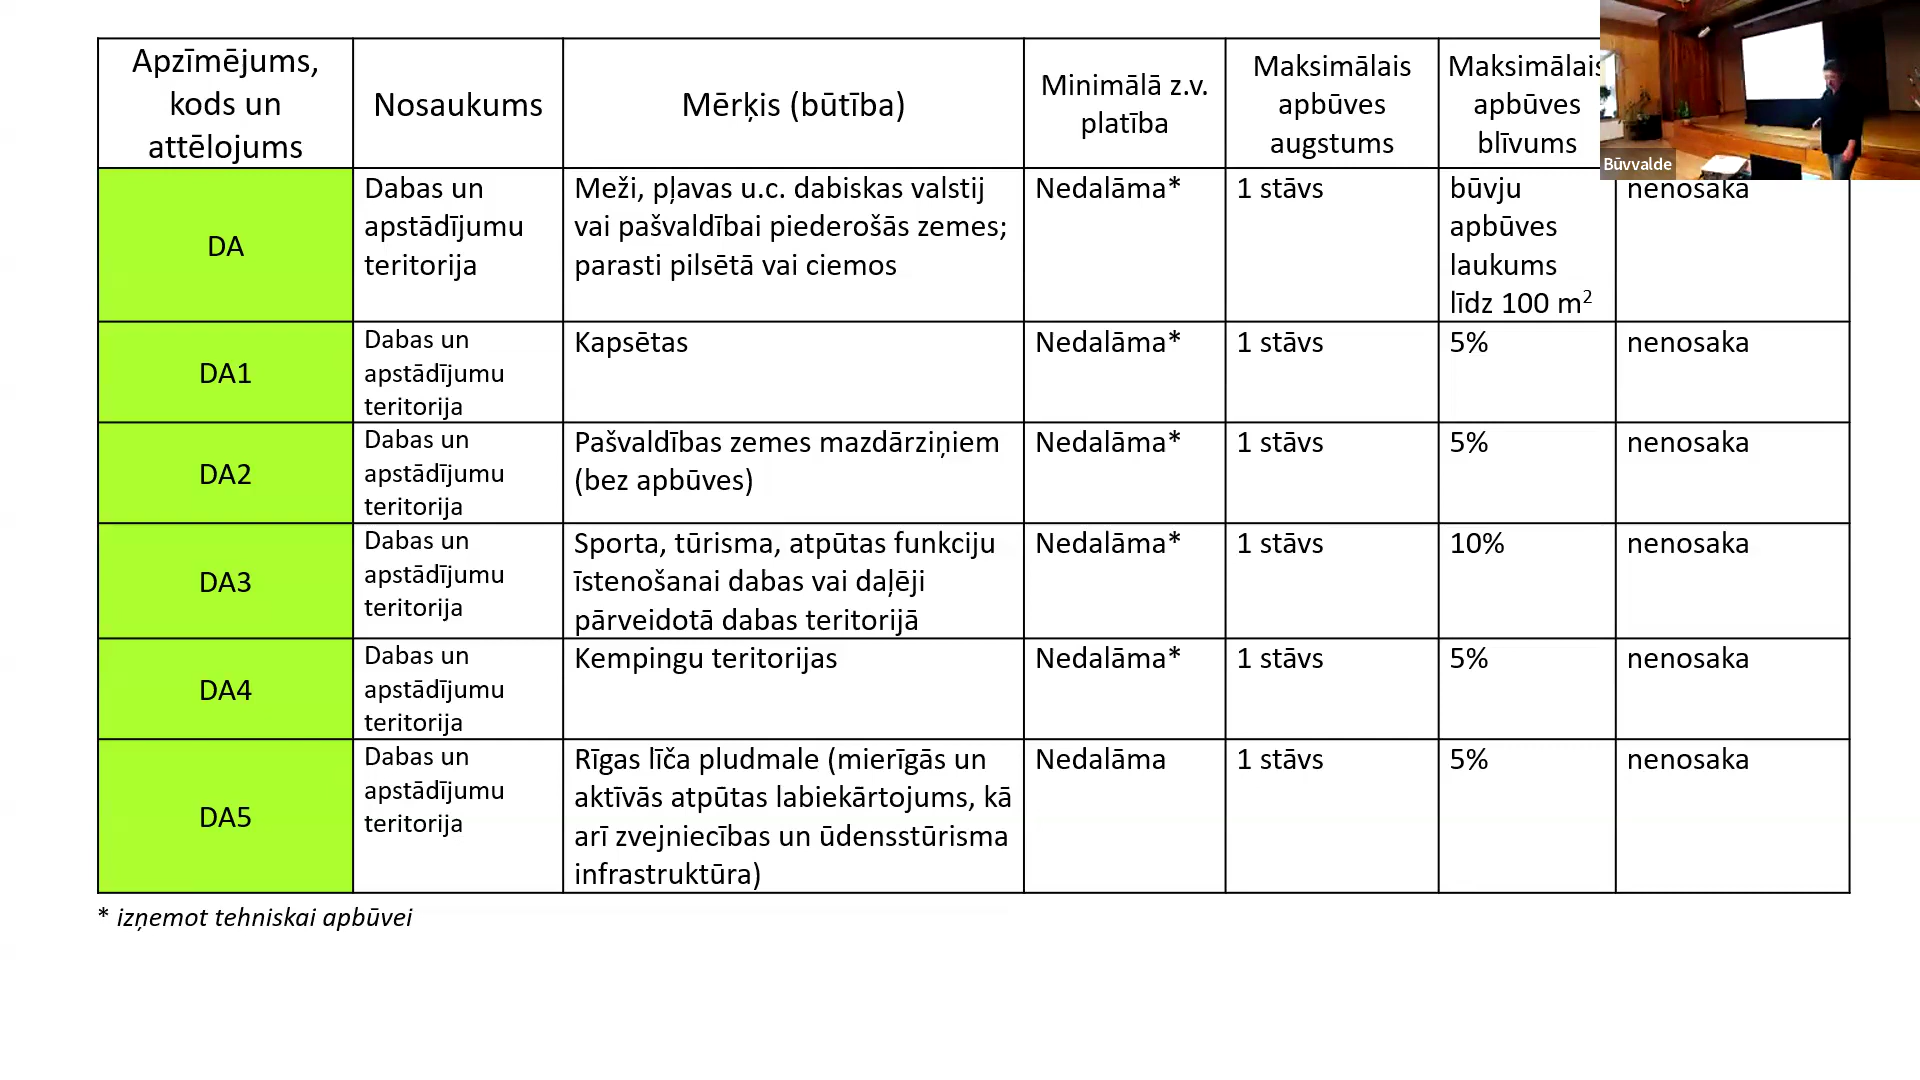 Apzīmējums,
kods un
attēlojums
Nosaukums
Mērķis (būtība)
Minimālā z.v.
platība
Maksimālais
apbūves
augstums
Maksimālais
apbūves
blīvums
Būvvalde
DA
Dabas un
apstādījumu
teritorija
Meži, pļavas u.c. dabiskas valstij
vai pašvaldībai piederošās zemes;
parasti pilsētā vai ciemos
Nedalāma*
1 stāvs
būvju
apbūves
laukums
līdz 100 m²
nenosaka
DA1
Dabas un
apstādījumu
teritorija
Kapsētas
Nedalāma*
1 stāvs
5%
nenosaka
DA2
Dabas un
apstādījumu
teritorija
Pašvaldības zemes mazdārziņiem
(bez apbūves)
Nedalāma*
1 stāvs
5%
nenosaka
DA3
Dabas un
apstādījumu
teritorija
Sporta, tūrisma, atpūtas funkciju
īstenošanai dabas vai daļēji
pārveidotā dabas teritorijā
Nedalāma*
1 stāvs
10%
nenosaka
DA4
Dabas un
apstādījumu
teritorija
Kempingu teritorijas
Nedalāma*
1 stāvs
5%
nenosaka
DA5
Dabas un
apstādījumu
teritorija
Rīgas līča pludmale (mierīgās un
aktīvās atpūtas labiekārtojums, kā
arī zvejniecības un ūdensstūrisma
infrastruktūra)
Nedalāma
1 stāvs
5%
nenosaka
* izņemot tehniskai apbūvei